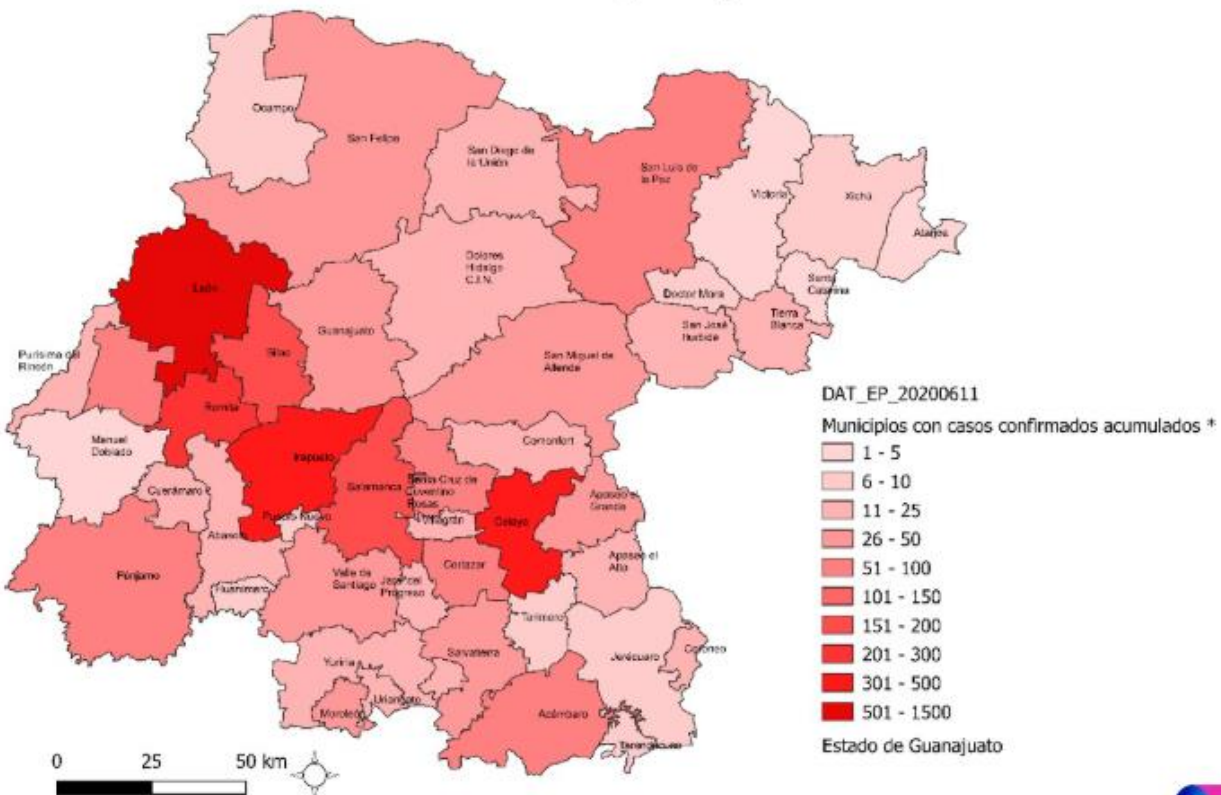 Ocampo
San Felipe
San Diego de
la Unión
San Luis de
la Paz
Victoria
Xichú
Atarjea
León
Dolores
Hidalgo
C.I.N.
Doctor Mora
Santa
Catarina
Tierra
Blanca
San José
Iturbide
Guanajuato
Silao
Purísima del
Rincón
San Miguel de
Allende
Romita
Manuel
Doblado
Irapuato
Comonfort
Salamanca
Santa Cruz de
Juventino
Rosas
Cuerámaro
Celaya
Apaseo el
Grande
Pueblo Nuevo
Villagrán
Abasolo
Pénjamo
Valle de
Santiago
Jaral del
Progreso
Cortazar
Apaseo el
Alto
Huanímaro
Tarimoro
Yuriria
Salvatierra
Jerécuaro
Coroneo
Uriangato
Moroleón
Acámbaro
Tarandacuao
DAT_EP_20200611
Municipios con casos confirmados acumulados *
1 - 5
6 - 10
11 - 25
26 - 50
51 - 100
101 - 150
151 - 200
201 - 300
301 - 500
501 - 1500
Estado de Guanajuato
0 25 50 km